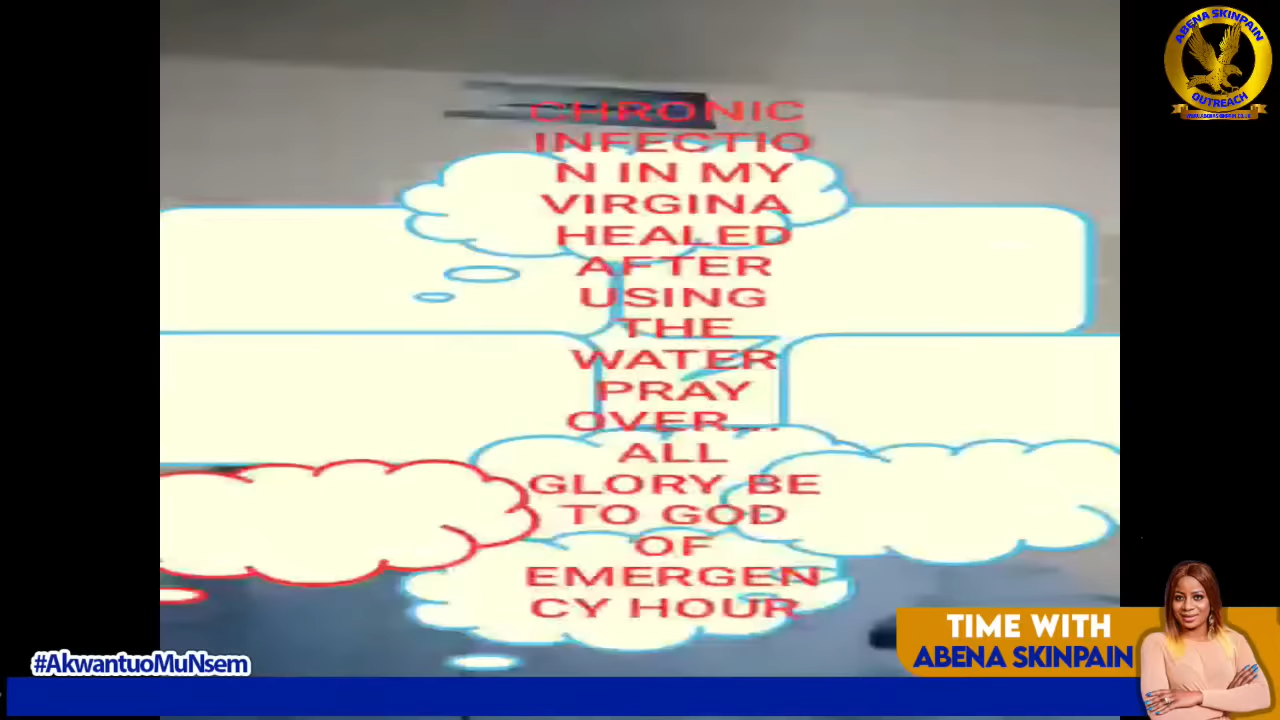 ABENA SKINPAIN
OUTREACH
CHRONIC
INFECTIO
N IN MY
VIRGINA
HEALED
AFTER
USING
THE
WATER
PRAY
OVER...
ALL
GLORY BE
TO GOD
OF
EMERGEN
CY HOUR
TIME WITH
ABENA SKINPAIN
#AkwantuoMuNsem